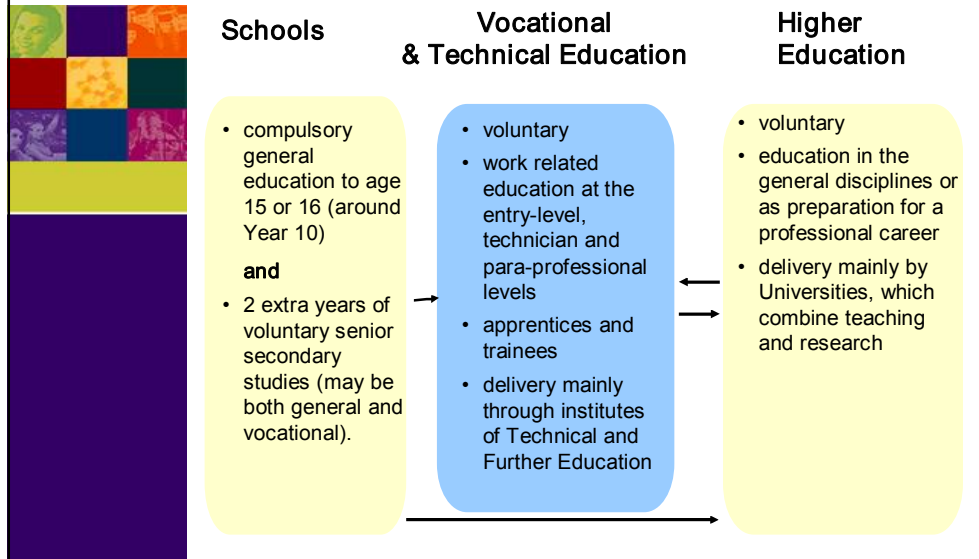 Schools
• compulsory
general
education to age
15 or 16 (around
Year 10)
and
• 2 extra years of
voluntary senior
secondary
studies (may be
both general and
vocational).
Vocational
& Technical Education
• voluntary
• work related
education at the
entry-level,
technician and
para-professional
levels
• apprentices and
trainees
• delivery mainly
through institutes
of Technical and
Further Education
Higher
Education
• voluntary
• education in the
general disciplines or
as preparation for a
professional career
• delivery mainly by
Universities, which
combine teaching
and research